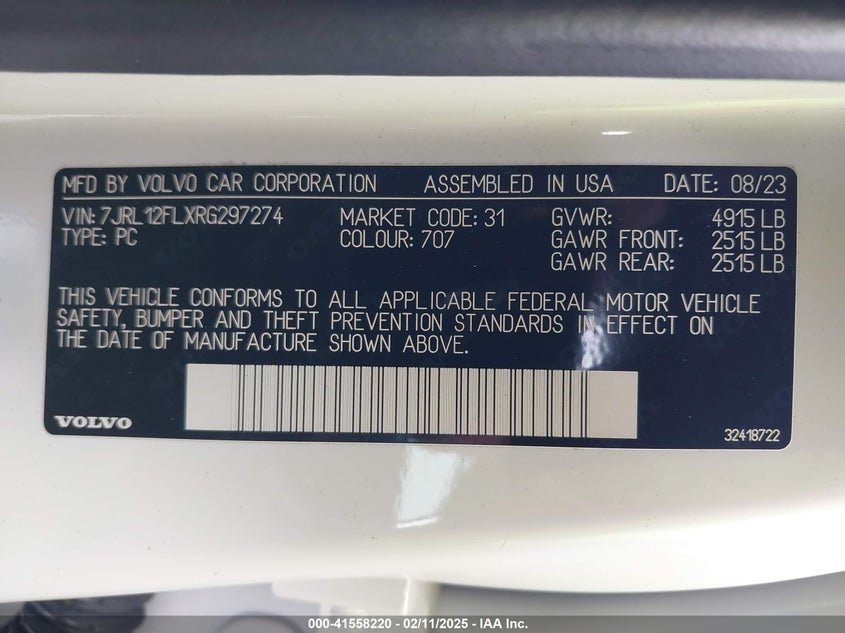 MFD BY VOLVO CAR CORPORATION ASSEMBLED IN USA DATE: 08/23
VIN: 7JRL12FLXRG297274 MARKET CODE: 31 GVWR: 4915 LB
TYPE: PC COLOUR: 707 GAWR FRONT: 2515 LB
GAWR REAR: 2515 LB
THIS VEHICLE CONFORMS TO ALL APPLICABLE FEDERAL MOTOR VEHICLE
SAFETY, BUMPER AND THEFT PREVENTION STANDARDS IN EFFECT ON
THE DATE OF MANUFACTURE SHOWN ABOVE.
VOLVO 32418722
000-41558220 - 02/11/2025 - IAA Inc.